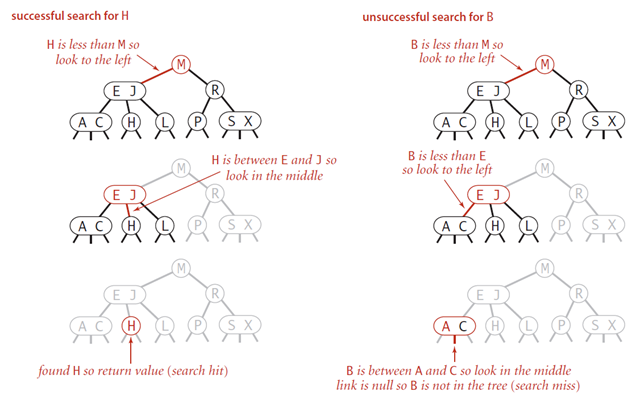 successful search for H
H is less than M so
look to the left
M
E J
R
A C
H
L
P
S X
H is between E and J so
look in the middle
M
E J
R
A C
H
L
P
S X
M
E J
R
A C
H
L
P
S X
found H so return value (search hit)
unsuccessful search for B
B is less than M so
look to the left
M
E J
R
A C
H
L
P
S X
B is less than E
so look to the left
M
E J
R
A C
H
L
P
S X
M
E J
R
A C
H
L
P
S X
B is between A and C so look in the middle
link is null so B is not in the tree (search miss)